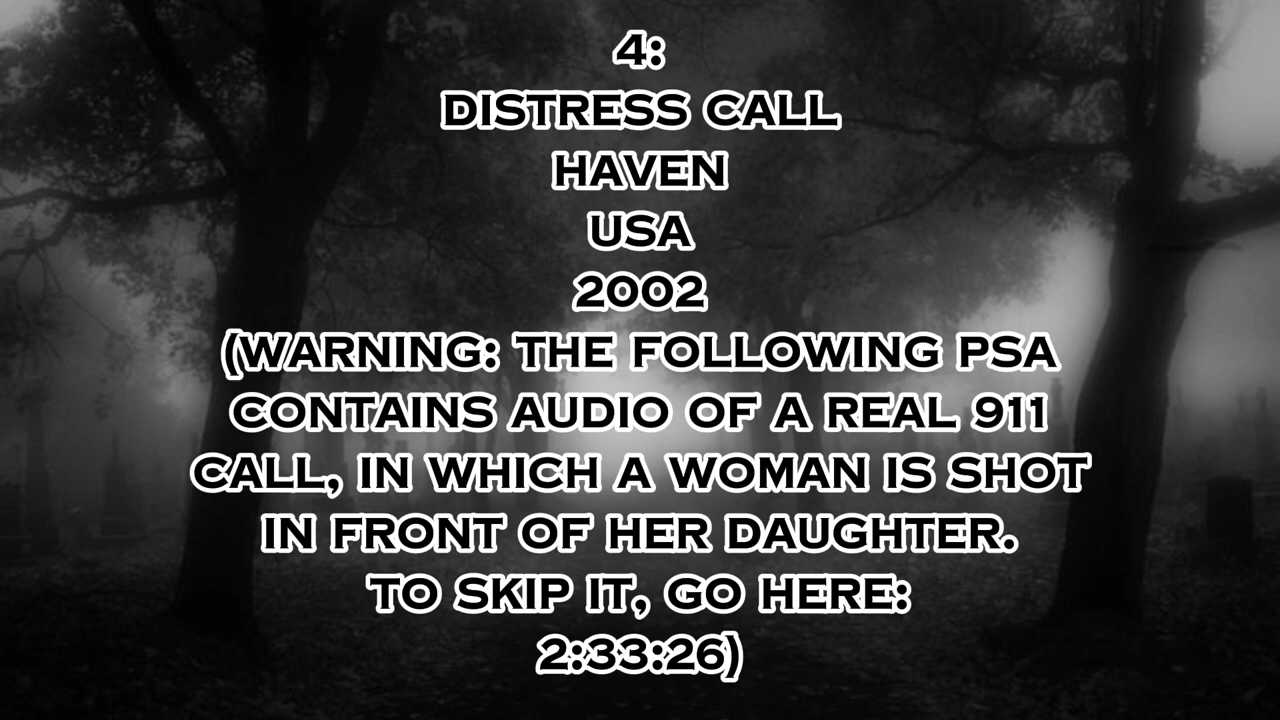 4:
DISTRESS CALL
HAVEN
USA
2002
(WARNING: THE FOLLOWING PSA
CONTAINS AUDIO OF A REAL 911
CALL, IN WHICH A WOMAN IS SHOT
IN FRONT OF HER DAUGHTER.
TO SKIP IT, GO HERE:
2:33:26)